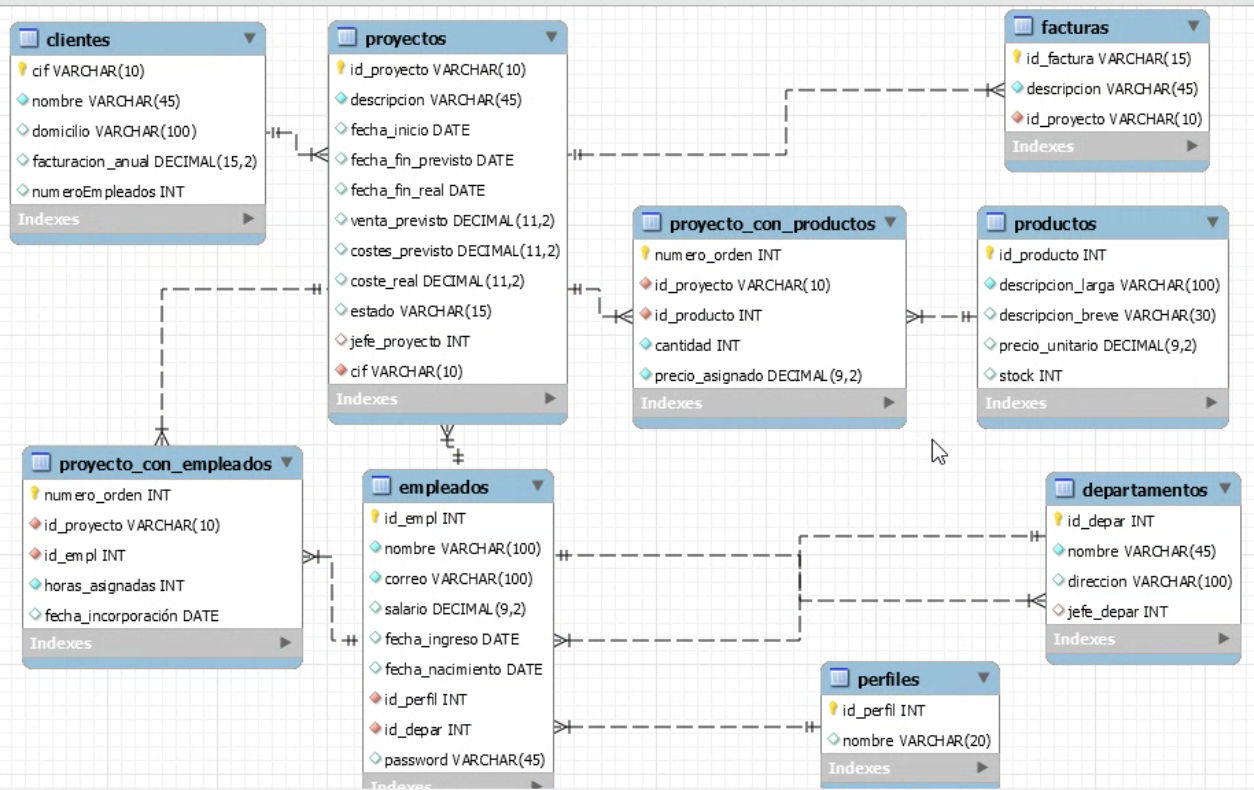 clientes
cif VARCHAR(10)
nombre VARCHAR(45)
domicilio VARCHAR(100)
facturacion_anual DECIMAL(15,2)
numeroEmpleados INT
Indexes
proyectos
id_proyecto VARCHAR(10)
descripcion VARCHAR(45)
fecha_inicio DATE
fecha_fin_previsto DATE
fecha_fin_real DATE
venta_previsto DECIMAL(11,2)
costes_previsto DECIMAL(11,2)
coste_real DECIMAL(11,2)
estado VARCHAR(15)
jefe_proyecto INT
cif VARCHAR(10)
Indexes
facturas
id_factura VARCHAR(15)
descripcion VARCHAR(45)
id_proyecto VARCHAR(10)
Indexes
proyecto_con_productos
numero_orden INT
id_proyecto VARCHAR(10)
id_producto INT
cantidad INT
precio_asignado DECIMAL(9,2)
Indexes
productos
id_producto INT
descripcion_larga VARCHAR(100)
descripcion_breve VARCHAR(30)
precio_unitario DECIMAL(9,2)
stock INT
Indexes
proyecto_con_empleados
numero_orden INT
id_proyecto VARCHAR(10)
id_empl INT
horas_asignadas INT
fecha_incorporación DATE
Indexes
empleados
id_empl INT
nombre VARCHAR(100)
correo VARCHAR(100)
salario DECIMAL(9,2)
fecha_ingreso DATE
fecha_nacimiento DATE
id_perfil INT
id_depar INT
password VARCHAR(45)
Indexes
departamentos
id_depar INT
nombre VARCHAR(45)
direccion VARCHAR(100)
jefe_depar INT
Indexes
perfiles
id_perfil INT
nombre VARCHAR(20)
Indexes